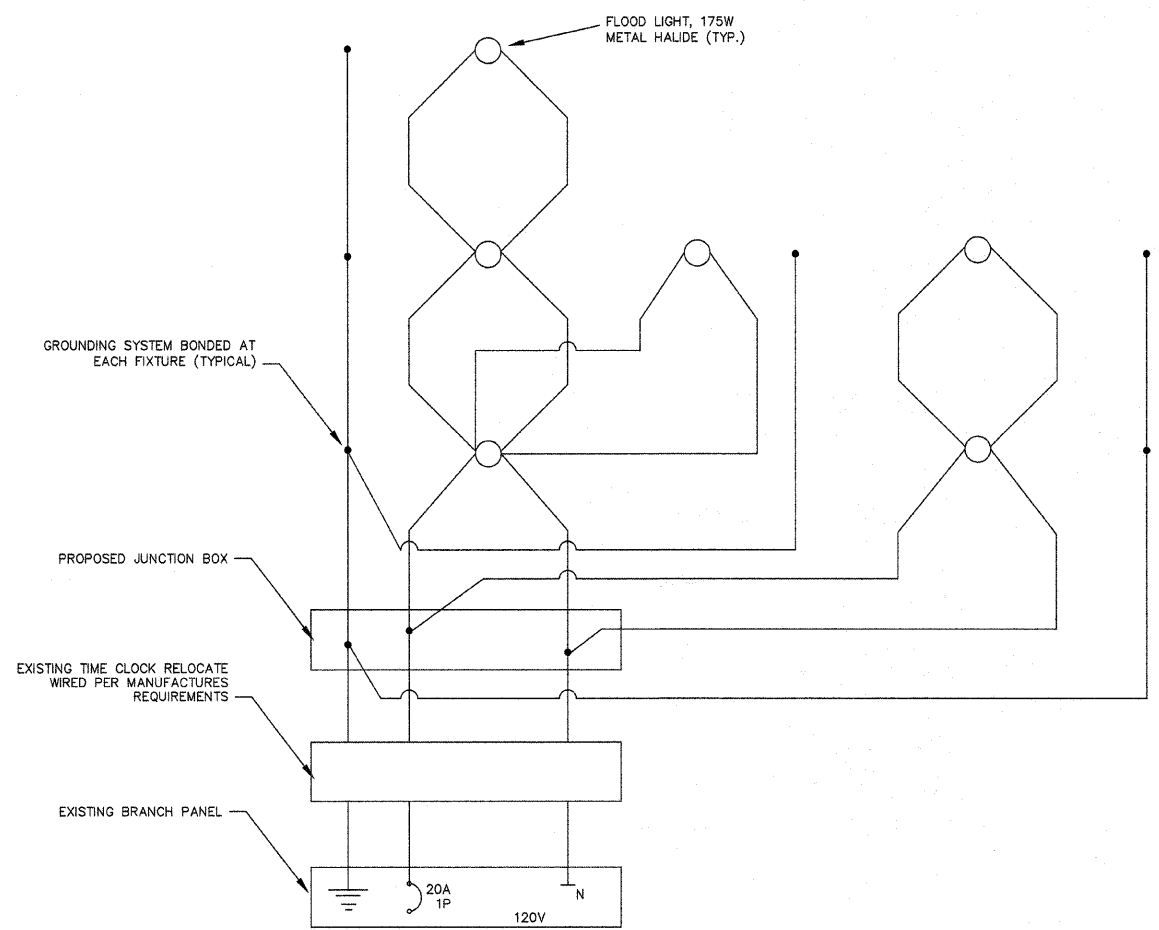 FLOOD LIGHT, 175W
METAL HALIDE (TYP.)
GROUNDING SYSTEM BONDED AT
EACH FIXTURE (TYPICAL)
PROPOSED JUNCTION BOX
EXISTING TIME CLOCK RELOCATE
WIRED PER MANUFACTURES
REQUIREMENTS
EXISTING BRANCH PANEL
20A
1P
N
120V